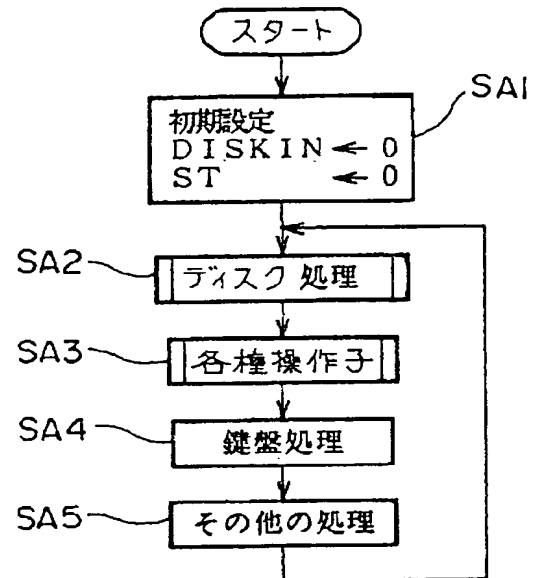 スタート
SA1
初期設定
DISKIN ← 0
ST ← 0
SA2
ディスク処理
SA3
各種操作子
SA4
鍵盤処理
SA5
その他の処理